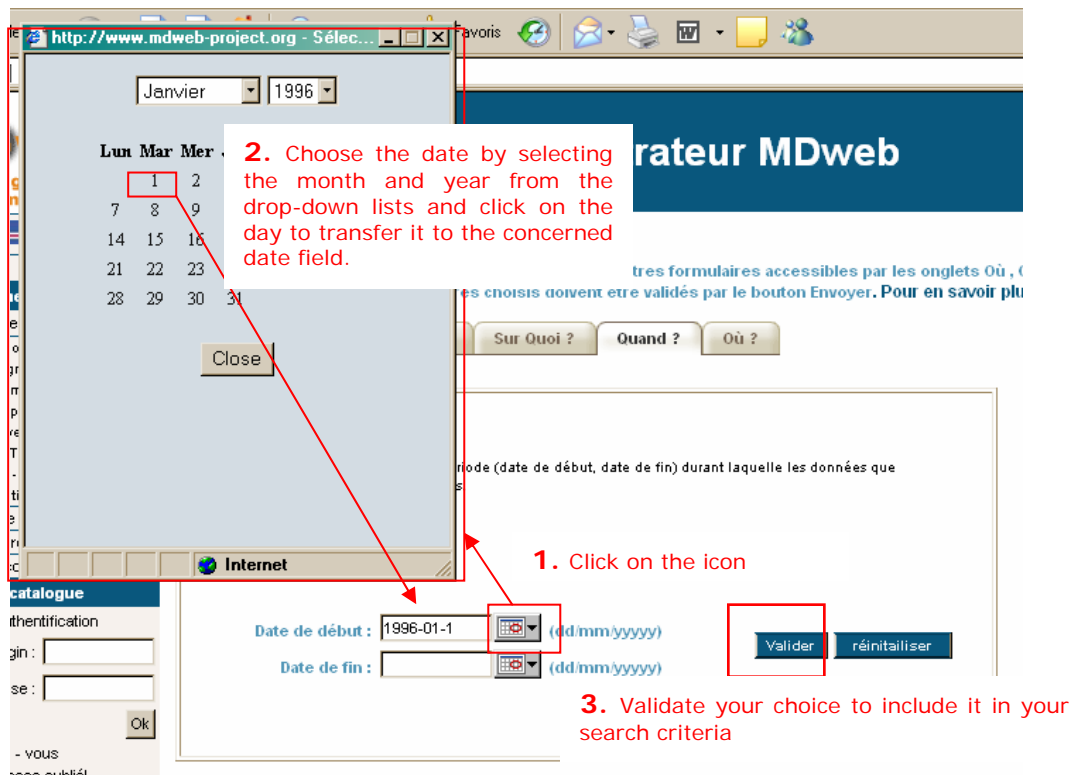 http://www.mdweb-project.org - Sélec...
Favoris
Janvier 1996
Lun Mar Mer
1 2
7 8 9
14 15 16
21 22 23
28 29 30 31
Close
Internet
2. Choose the date by selecting
the month and year from the
drop-down lists and click on the
day to transfer it to the concerned
date field.
rateur MDweb
tres formulaires accessibles par les onglets Où ,
es choisis doivent etre validés par le bouton Envoyer. Pour en savoir plu
Sur Quoi ? Quand ? Où ?
riode (date de début, date de fin) durant laquelle les données que
1. Click on the icon
catalogue
uthentification
gin :
se :
Ok
- vous
Date de début : 1996-01-1 (dd/mm/yyyyy)
Date de fin : (dd/mm/yyyyy)
Valider réinitailiser
3. Validate your choice to include it in your
search criteria